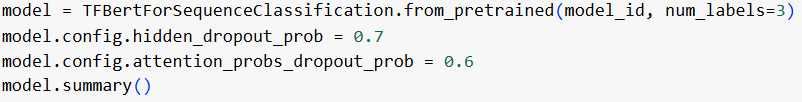 model = TFBertForSequenceClassification.from_pretrained(model_id, num_labels=3)
model.config.hidden_dropout_prob = 0.7
model.config.attention_probs_dropout_prob = 0.6
model.summary()